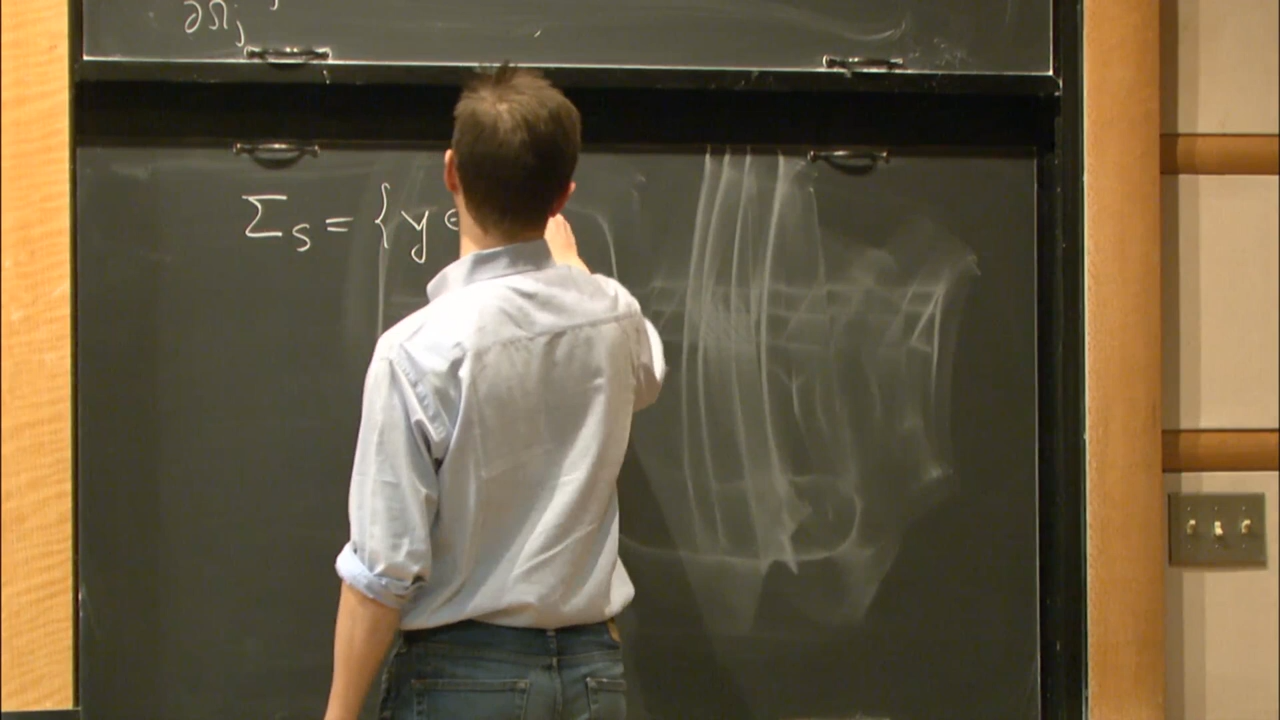 ∂Ω_j
Σ_S = { y ∈